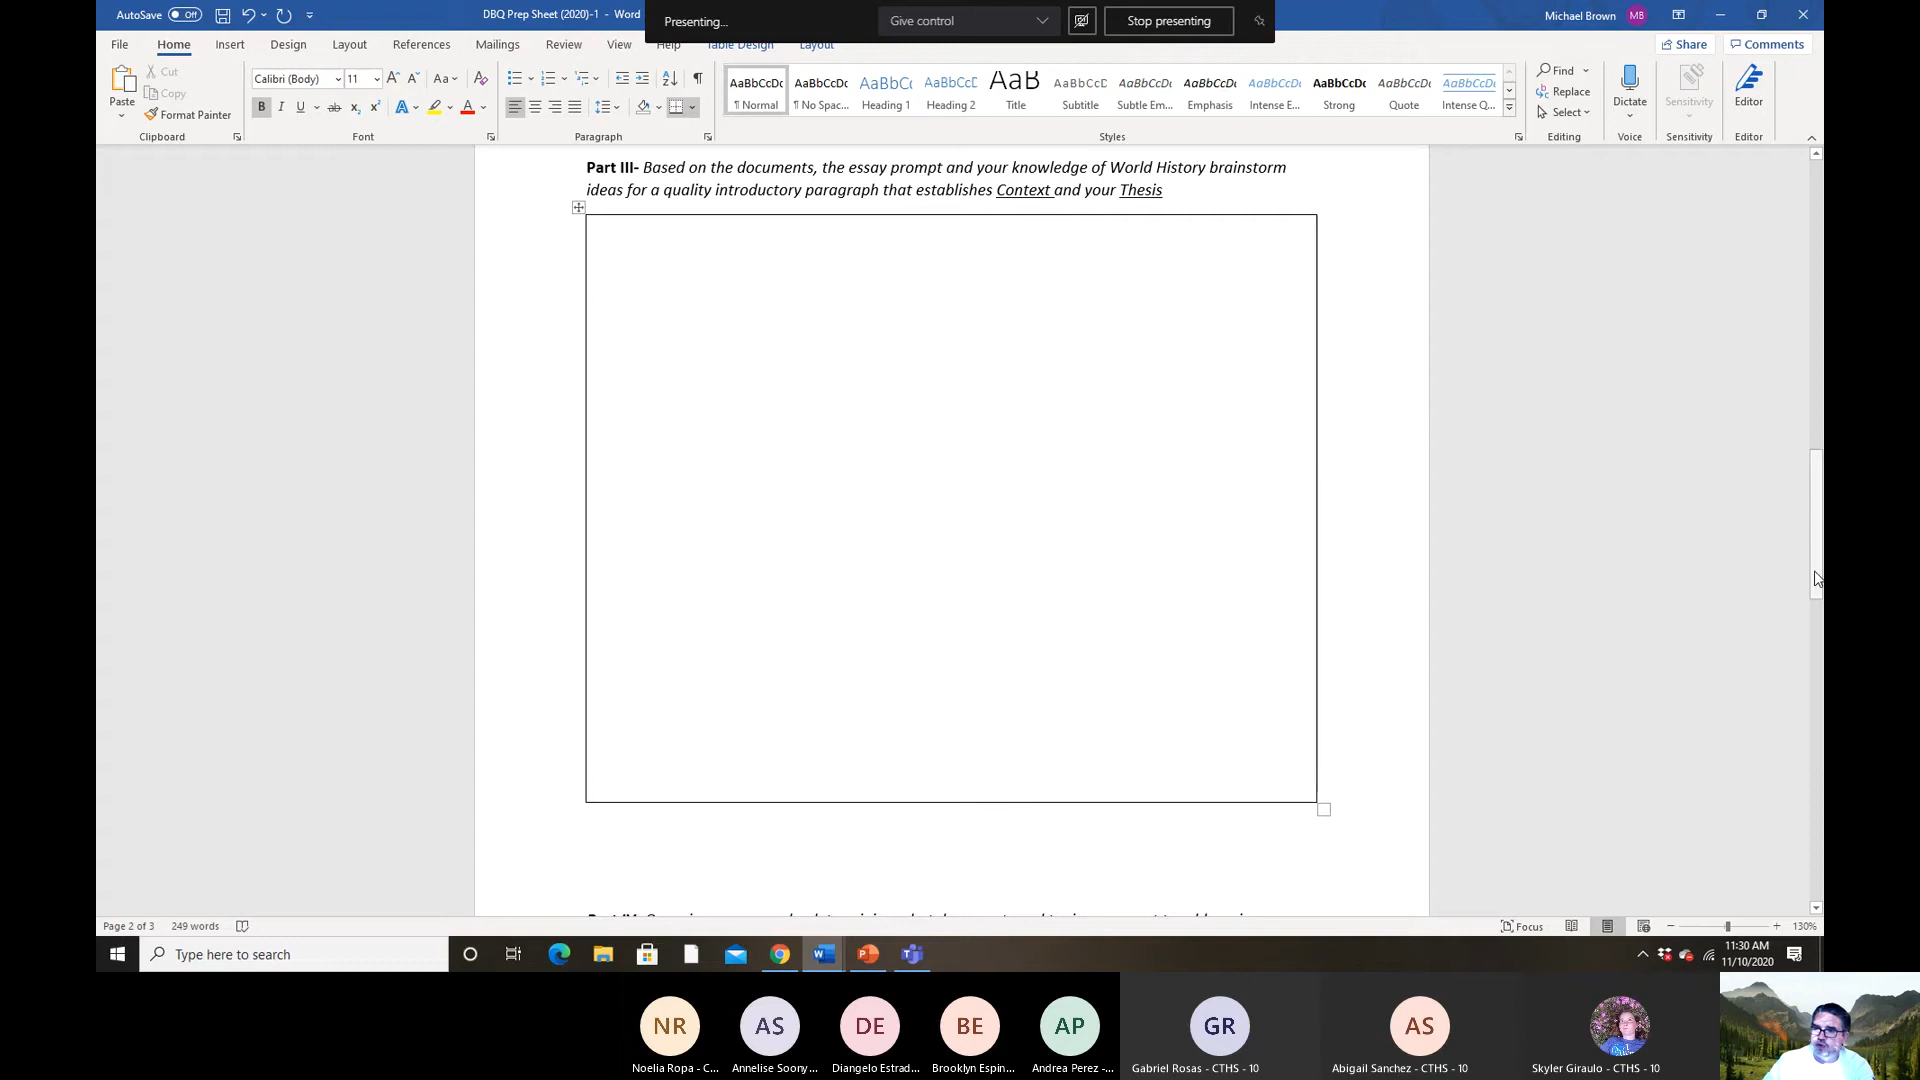 AutoSave Off DBQ Prep Sheet (2020)-1 - Word Presenting... Give control Stop presenting Michael Brown MB
File Home Insert Design Layout References Mailings Review View Help Table Design Layout Share Comments
Paste Cut Copy Format Painter Clipboard
Calibri (Body) 11 Aa B I U ab x₂ x² A A Font
Paragraph
AaBbCcDc AaBbCcDc AaBbCc AaBbCcD AaB AaBbCcD AaBbCcDc AaBbCcDc AaBbCcDc AaBbCcDc AaBbCcDc AaBbCcDc
¶ Normal ¶ No Spac... Heading 1 Heading 2 Title Subtitle Subtle Em... Emphasis Intense E... Strong Quote Intense Q...
Styles
Find Replace Select Editing
Dictate Voice
Sensitivity Sensitivity
Editor Editor
Part III- Based on the documents, the essay prompt and your knowledge of World History brainstorm
ideas for a quality introductory paragraph that establishes Context and your Thesis
Page 2 of 3 249 words Focus 130%
Type here to search
11:30 AM
11/10/2020
NR AS DE BE AP GR AS
Noelia Ropa - C... Annelise Soony... Diangelo Estrad... Brooklyn Espin... Andrea Perez -... Gabriel Rosas - CTHS - 10 Abigail Sanchez - CTHS - 10 Skyler Giraulo - CTHS - 10